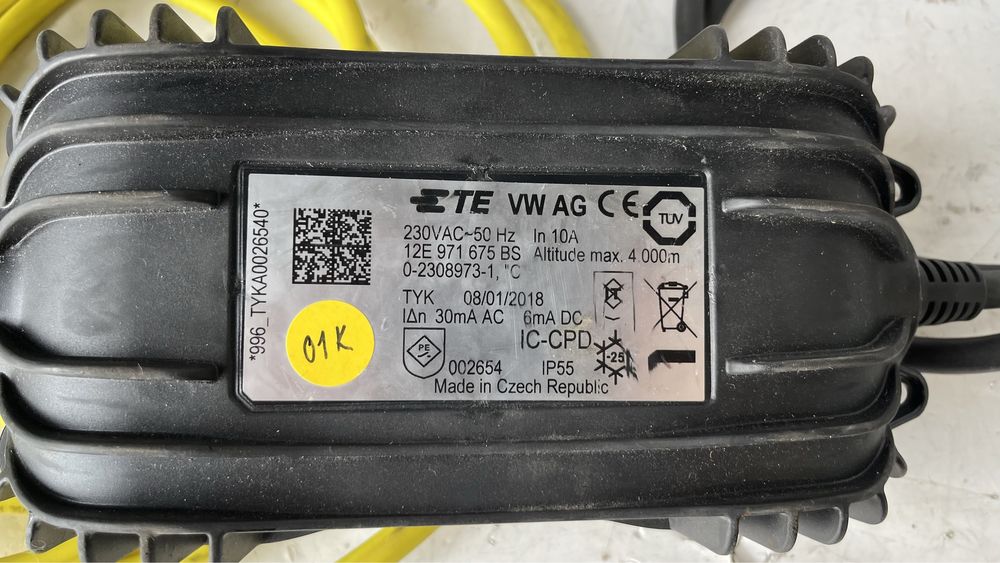 *996_TYKA0026540*
TE VW AG CE TÜV
230VAC~50 Hz In 10A
12E 971 675 BS Altitude max. 4.000m
0-2308973-1, "C
TYK 08/01/2018
IΔn 30mA AC 6mA DC
IC-CPD
PE
-25
002654 IP55
Made in Czech Republic
01K